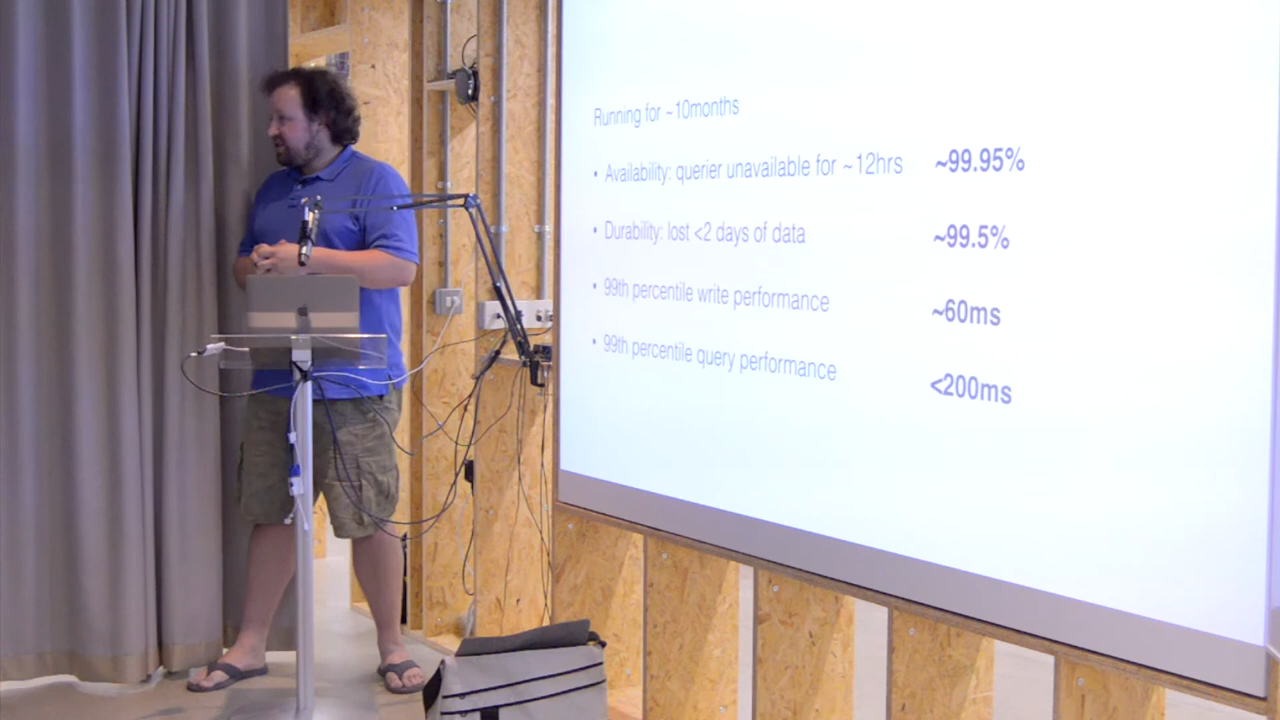 Running for ~10months
• Availability: querier unavailable for ~12hrs ~99.95%
• Durability: lost <2 days of data ~99.5%
• 99th percentile write performance ~60ms
• 99th percentile query performance <200ms